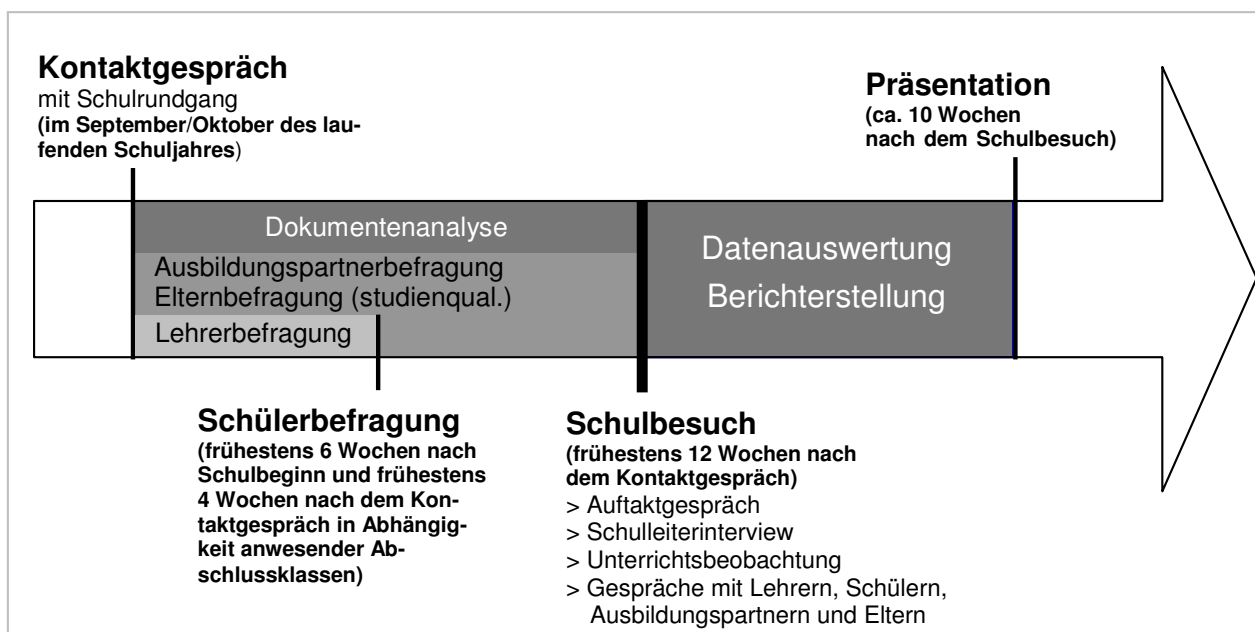 Kontaktgespräch
mit Schulrundgang
(im September/Oktober des lau-
fenden Schuljahres)
Präsentation
(ca. 10 Wochen
nach dem Schulbesuch)
Dokumentenanalyse
Ausbildungspartnerbefragung
Elternbefragung (studienqual.)
Lehrerbefragung
Datenauswertung
Berichterstellung
Schülerbefragung
(frühestens 6 Wochen nach
Schulbeginn und frühestens
4 Wochen nach dem Kon-
taktgespräch in Abhängig-
keit anwesender Ab-
schlussklassen)
Schulbesuch
(frühestens 12 Wochen nach
dem Kontaktgespräch)
> Auftaktgespräch
> Schulleiterinterview
> Unterrichtsbeobachtung
> Gespräche mit Lehrern, Schülern,
Ausbildungspartnern und Eltern